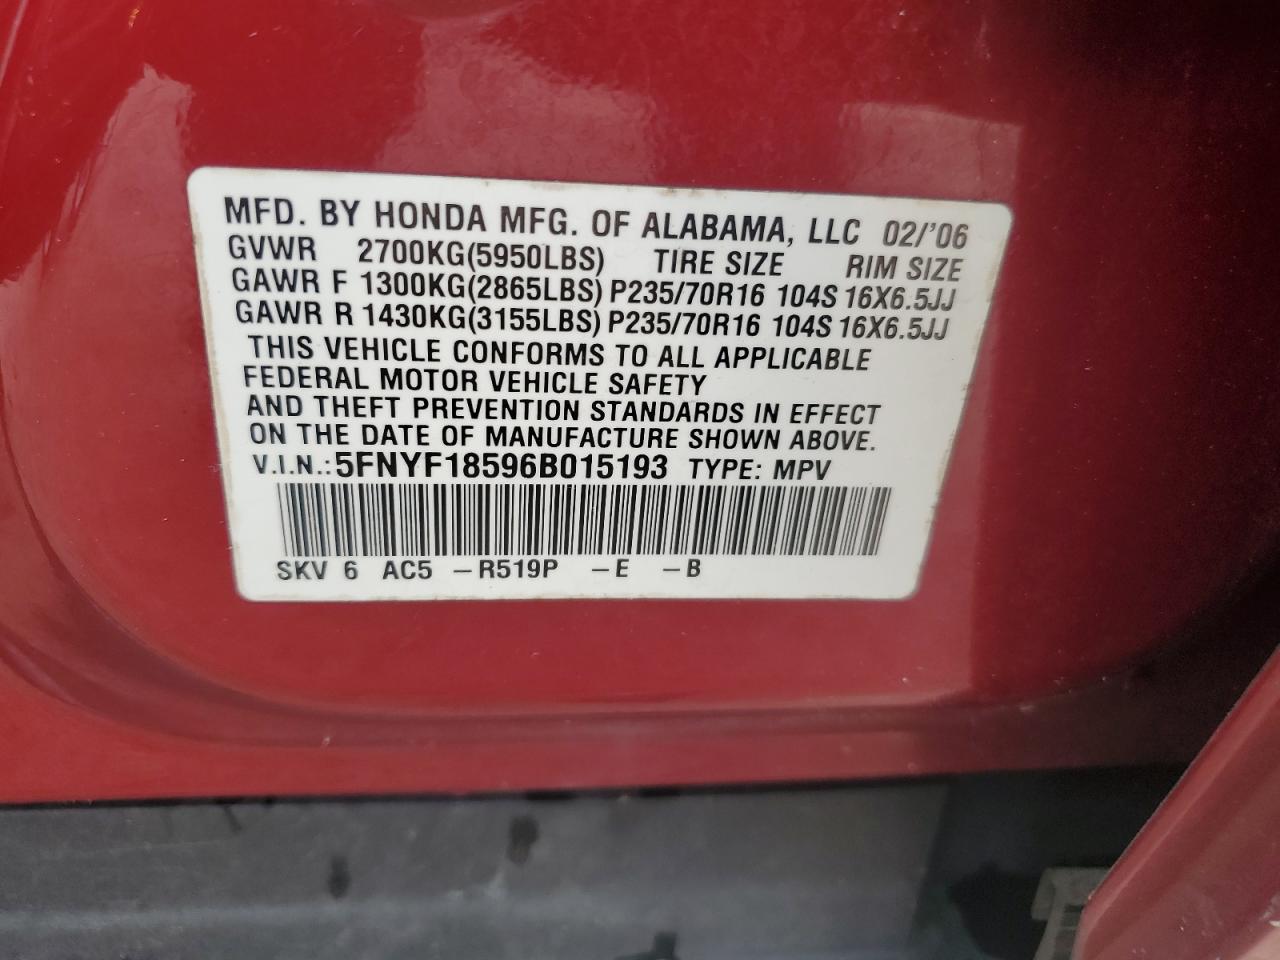 MFD. BY HONDA MFG. OF ALABAMA, LLC 02/'06
GVWR 2700KG(5950LBS) TIRE SIZE RIM SIZE
GAWR F 1300KG(2865LBS) P235/70R16 104S 16X6.5JJ
GAWR R 1430KG(3155LBS) P235/70R16 104S 16X6.5JJ
THIS VEHICLE CONFORMS TO ALL APPLICABLE
FEDERAL MOTOR VEHICLE SAFETY
AND THEFT PREVENTION STANDARDS IN EFFECT
ON THE DATE OF MANUFACTURE SHOWN ABOVE.
V.I.N.: 5FNYF18596B015193 TYPE: MPV
SKV 6 AC5 -R519P -E -B